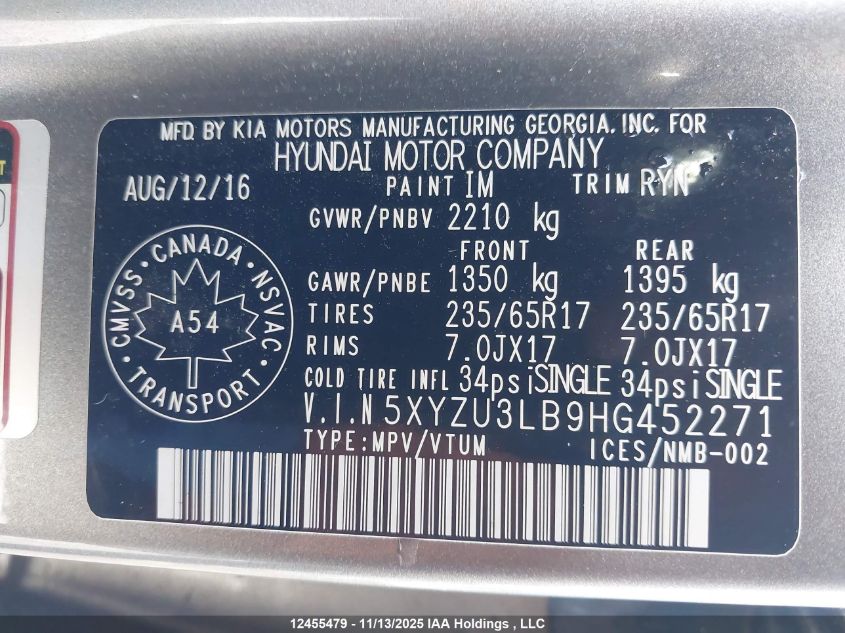 MFD. BY KIA MOTORS MANUFACTURING GEORGIA, INC. FOR
HYUNDAI MOTOR COMPANY
AUG/12/16 PAINT IM TRIM RYN
GVWR/PNBV 2210 kg
FRONT REAR
GAWR/PNBE 1350 kg 1395 kg
TIRES 235/65R17 235/65R17
RIMS 7.0JX17 7.0JX17
COLD TIRE INFL 34psi SINGLE 34psi SINGLE
V.I.N 5XYZU3LB9HG452271
TYPE:MPV/VTUM ICES/NMB-002
CMVSS • CANADA • NSVAC • TRANSPORT •
A54
12455479 - 11/13/2025 IAA Holdings , LLC